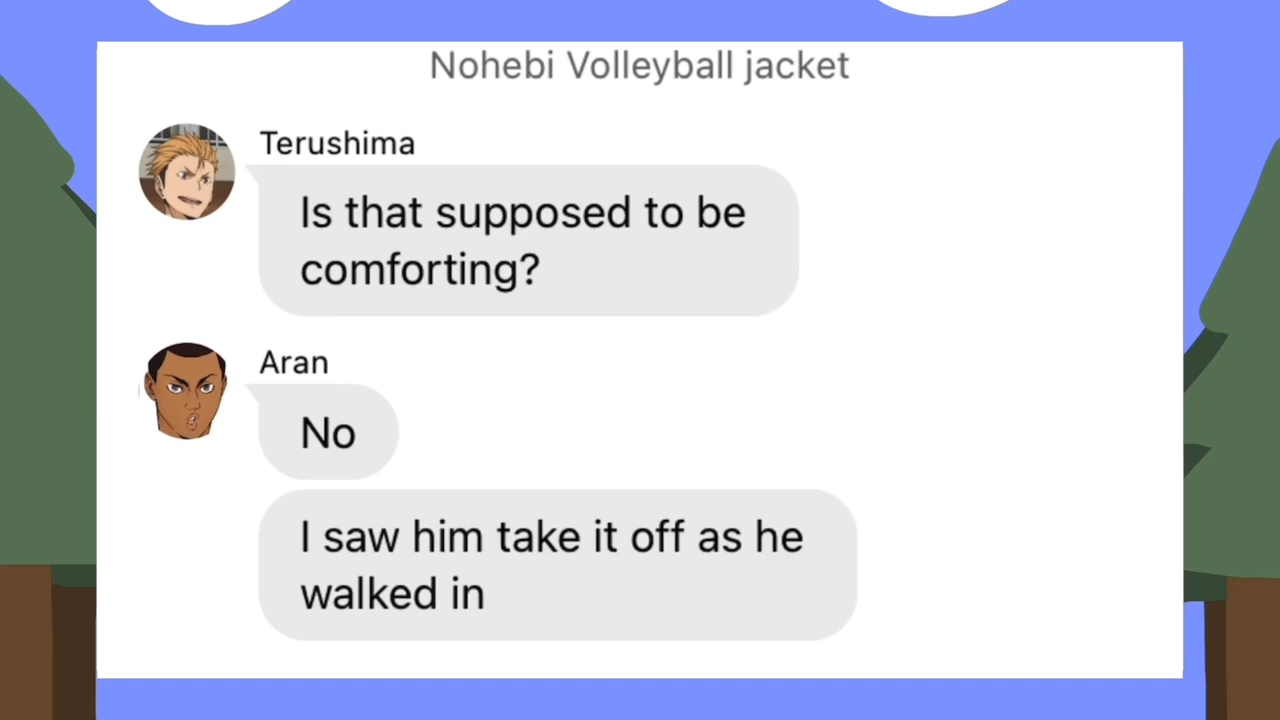 Nohebi Volleyball jacket
Terushima
Is that supposed to be
comforting?
Aran
No
I saw him take it off as he
walked in